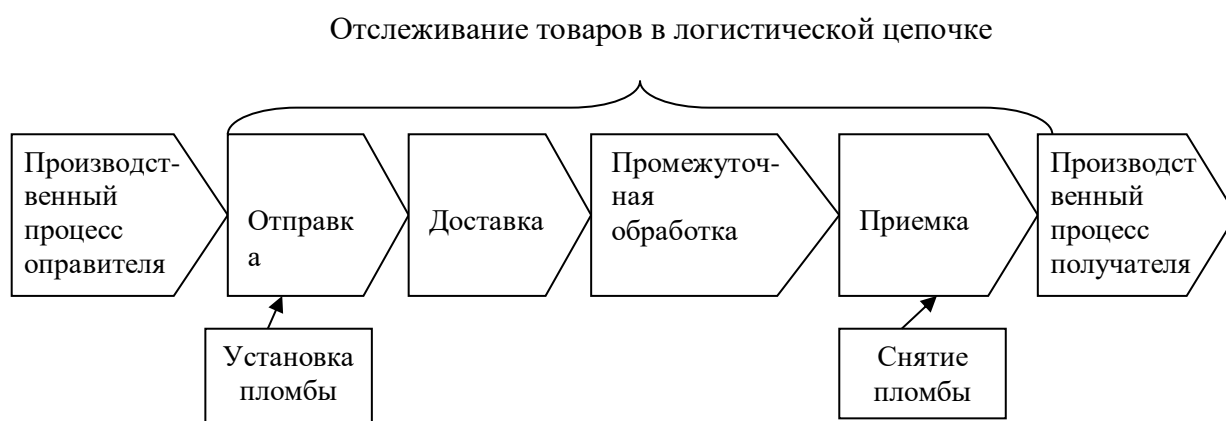 Отслеживание товаров в логистической цепочке
Производст-
венный
процесс
оправителя
Отправк
а
Доставка
Промежуточ-
ная
обработка
Приемка
Производст
венный
процесс
получателя
Установка
пломбы
Снятие
пломбы